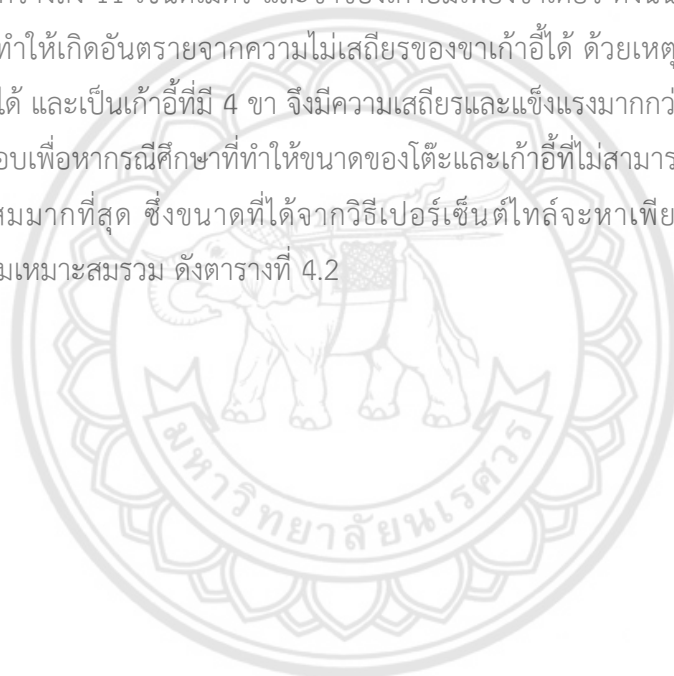 ทำให้เกิดอันตรายจากความไม่เสถียรของขาเก้าอี้ได้ ด้วยเหตุ
ได้ และเป็นเก้าอี้ที่มี 4 ขา จึงมีความเสถียรและแข็งแรงมากกว่
อบเพื่อหากรณีศึกษาที่ทำให้ขนาดของโต๊ะและเก้าอี้ที่ไม่สามาร
สมมากที่สุด ซึ่งขนาดที่ได้จากวิธีเปอร์เซ็นต์ไทล์จะหาเพีย
มเหมาะสมรวม ดังตารางที่ 4.2
มหาวิทยาลัยนเรศวร